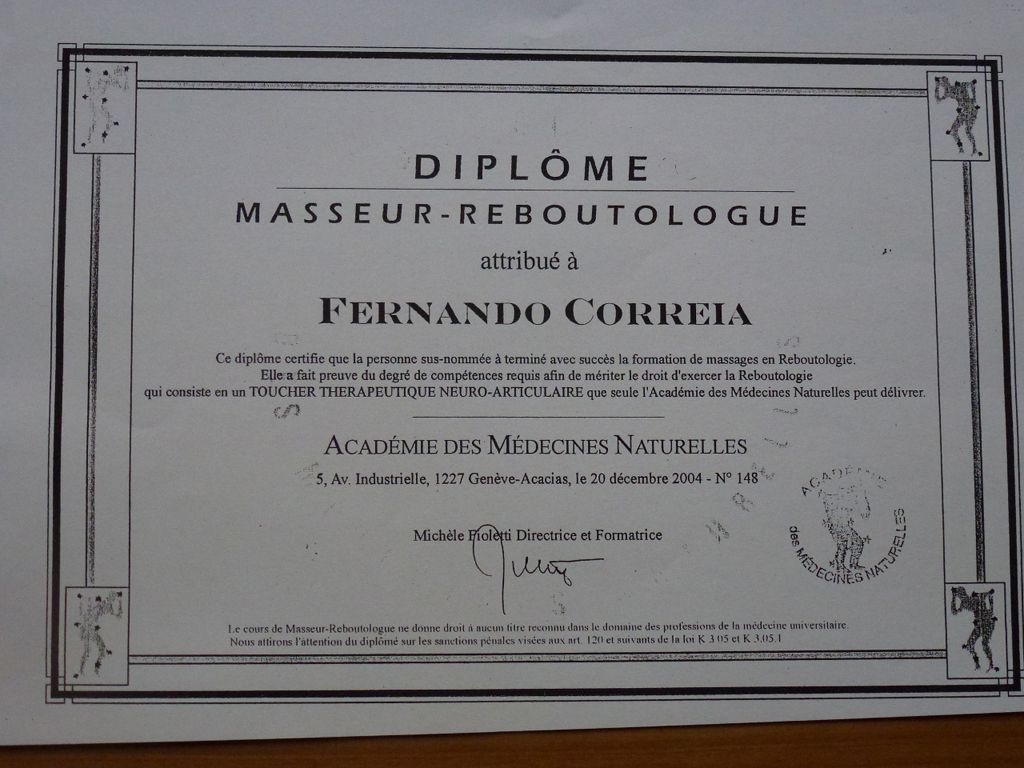 DIPLÔME
MASSEUR-REBOUTOLOGUE
attribué à
FERNANDO CORREIA
Ce diplôme certifie que la personne sus-nommée à terminé avec succès la formation de massages en Reboutologie.
Elle a fait preuve du degré de compétences requis afin de mériter le droit d'exercer la Reboutologie
qui consiste en un TOUCHER THERAPEUTIQUE NEURO-ARTICULAIRE que seule l'Académie des Médecines Naturelles peut délivrer.
ACADÉMIE DES MÉDECINES NATURELLES
5, Av. Industrielle, 1227 Genève-Acacias, le 20 décembre 2004 - N° 148
Michèle Fioletti Directrice et Formatrice
ACADÉMIE
des MÉDECINES NATURELLES
Le cours de Masseur-Reboutologue ne donne droit à aucun titre reconnu dans le domaine des professions de la médecine universitaire.
Nous attirons l'attention du diplômé sur les sanctions pénales visées aux art. 120 et suivants de la loi K 3 05 et K 3.05.1